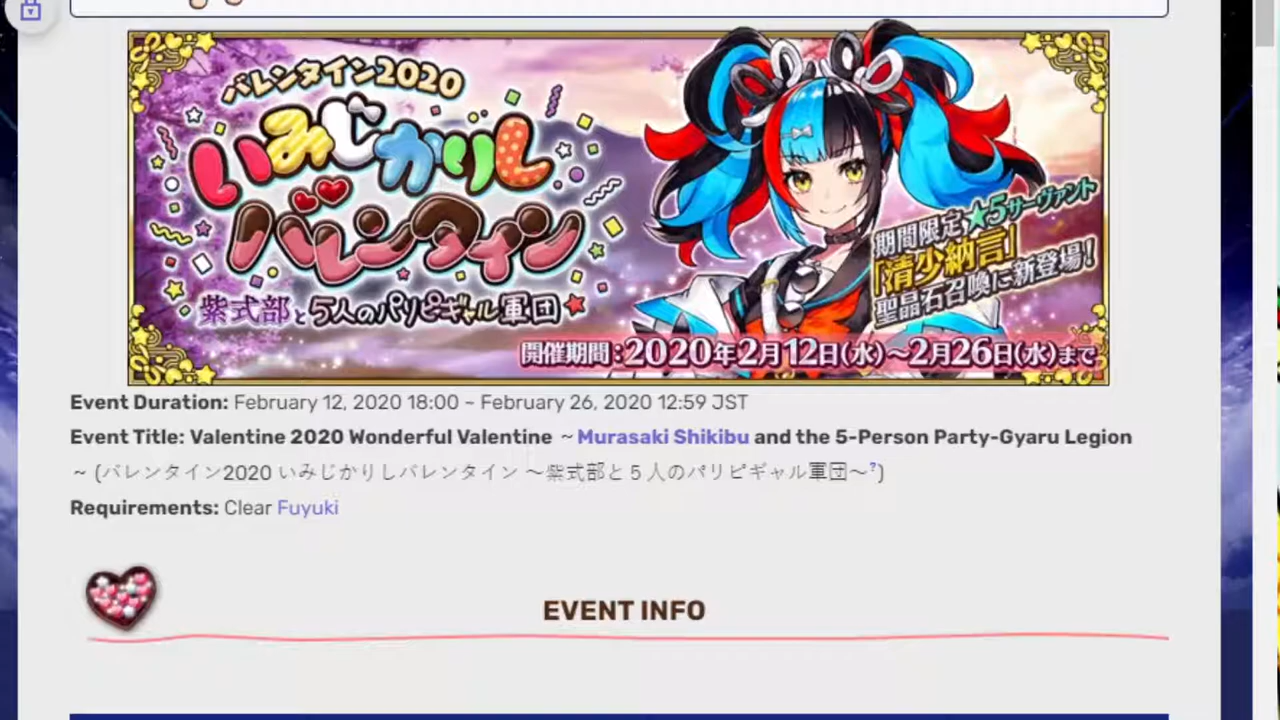 バレンタイン2020
いみじかりし
バレンタイン
紫式部と5人のパリピギャル軍団
期間限定★5サーヴァント
「清少納言」
聖晶石召喚に新登場!
開催期間:2020年2月12日(水)~2月26日(水)まで
Event Duration: February 12, 2020 18:00 ~ February 26, 2020 12:59 JST
Event Title: Valentine 2020 Wonderful Valentine ~Murasaki Shikibu and the 5-Person Party-Gyaru Legion
~ (バレンタイン2020 いみじかりしバレンタイン ～紫式部と５人のパリピギャル軍団～?)
Requirements: Clear Fuyuki
EVENT INFO